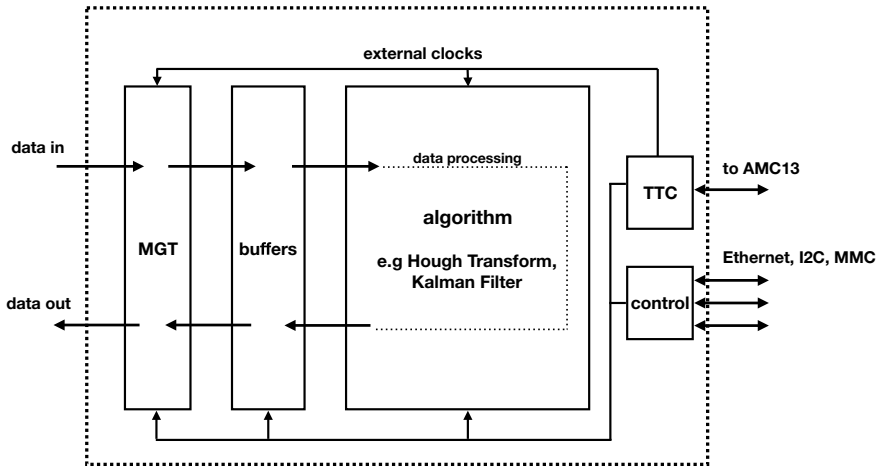 external clocks
data in
data processing
to AMC13
TTC
algorithm
MGT
buffers
e.g Hough Transform,
Kalman Filter
Ethernet, I2C, MMC
data out
control